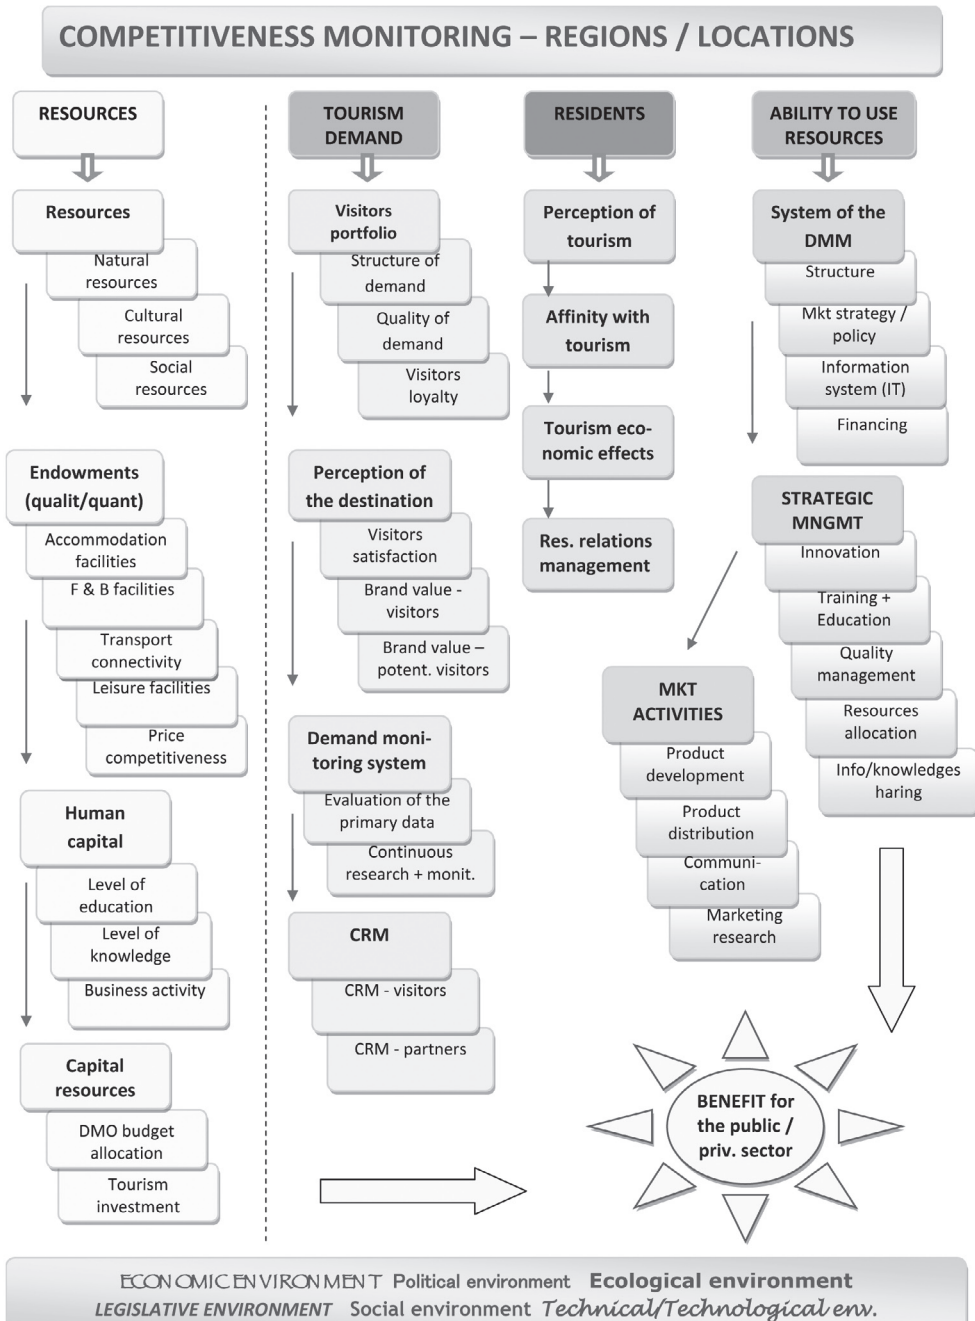 COMPETITIVENESS MONITORING – REGIONS / LOCATIONS
RESOURCES
Resources
Natural
resources
Cultural
resources
Social
resources
Endowments
(qualit/quant)
Accommodation
facilities
F & B facilities
Transport
connectivity
Leisure facilities
Price
competitiveness
Human
capital
Level of
education
Level of
knowledge
Business activity
Capital
resources
DMO budget
allocation
Tourism
investment
TOURISM
DEMAND
Visitors
portfolio
Structure of
demand
Quality of
demand
Visitors
loyalty
Perception of
the destination
Visitors
satisfaction
Brand value -
visitors
Brand value –
potent. visitors
Demand moni-
toring system
Evaluation of the
primary data
Continuous
research + monit.
CRM
CRM - visitors
CRM - partners
RESIDENTS
Perception of
tourism
Affinity with
tourism
Tourism eco-
nomic effects
Res. relations
management
ABILITY TO USE
RESOURCES
System of the
DMM
Structure
Mkt strategy /
policy
Information
system (IT)
Financing
STRATEGIC
MNGMT
Innovation
Training +
Education
Quality
management
Resources
allocation
Info/knowledges
haring
MKT
ACTIVITIES
Product
development
Product
distribution
Communi-
cation
Marketing
research
BENEFIT for
the public /
priv. sector
ECONOMIC ENVIRONMENT Political environment Ecological environment
LEGISLATIVE ENVIRONMENT Social environment Technical/Technological env.